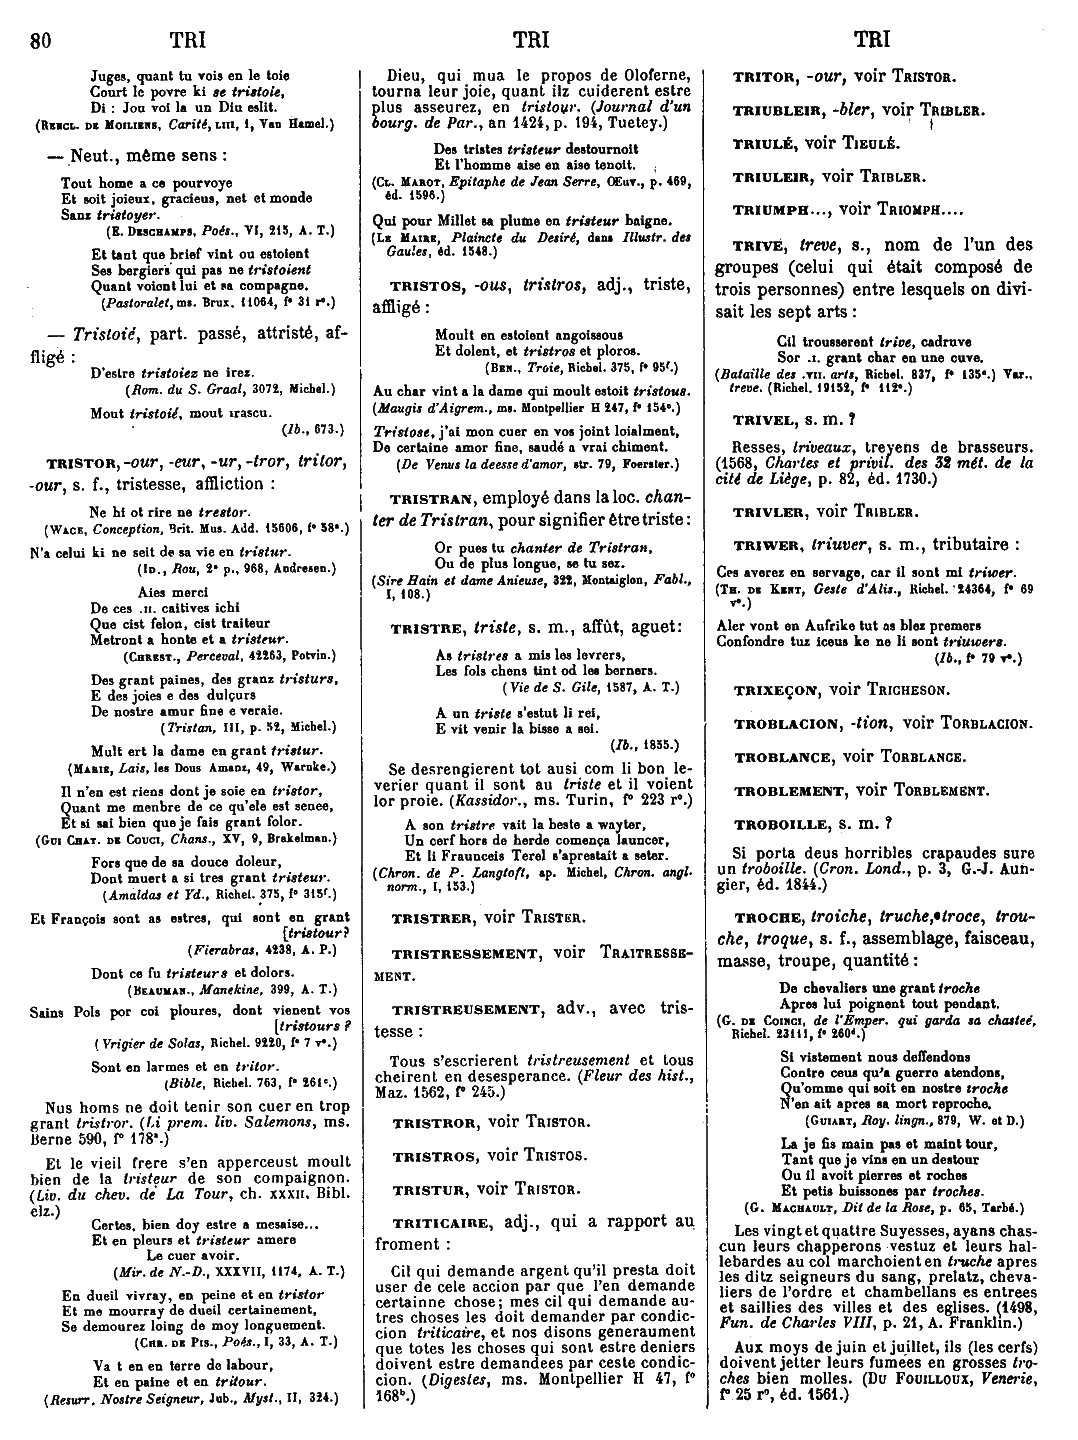 80 TRI TRI TRI
Juges, quant tu vois en le toie
Court le povre ki se tristoie,
Di : Jou voi la un Diu eslit.
(Rencl. de Moiliens, Carité, LIII, 1, Van Hamel.)
— Neut., même sens :
Tout home a ce pourvoye
Et soit joieux, gracieus, net et monde
Sanz tristoyer.
(E. Deschamps, Poés., VI, 215, A. T.)
Et tant que brief vint ou estoient
Ses bergiers qui pas ne tristoient
Quant voient lui et sa compagne.
(Pastoralet, ms. Brux. 11064, f° 31 r°.)
— Tristoié, part. passé, attristé, af-
fligé :
D'estre tristoiez ne irez.
(Rom. du S. Graal, 3072, Michel.)
Mout tristoié, mout irascu.
(Ib., 673.)
TRISTOR, -our, -eur, -ur, -tror, tritor,
-our, s. f., tristesse, affliction :
Ne hi ot rire ne trestor.
(Wace, Conception, Brit. Mus. Add. 15606, f° 58ᵃ.)
N'a celui ki ne seit de sa vie en tristur.
(Id., Rou, 2ᵉ p., 968, Andresen.)
Aies merci
De ces .II. caitives ichi
Que cist felon, cist traiteur
Metront a honte et a tristeur.
(Chrest., Perceval, 42263, Potvin.)
Des grant paines, des granz tristurs,
E des joies e des dulçurs
De nostre amur fine e veraie.
(Tristan, III, p. 52, Michel.)
Mult ert la dame en grant tristur.
(Marie, Lais, les Dous Amanz, 49, Warnke.)
Il n'en est riens dont je soie en tristor,
Quant me menbre de ce qu'ele est senee,
Et si sai bien que je fais grant folor.
(Gui Chat. de Couci, Chans., XV, 9, Brakelman.)
Fors que de sa douce doleur,
Dont muert a si tres grant tristeur.
(Amaldas et Yd., Richel. 375, f° 315ᶠ.)
Et François sont as estres, qui sont en grant
[tristour?
(Fierabras, 4238, A. P.)
Dont ce fu tristeurs et dolors.
(Beauman., Manekine, 399, A. T.)
Sains Pols por coi ploures, dont vienent vos
[tristours ?
(Vrigier de Solas, Richel. 9220, f° 7 v°.)
Sont en larmes et en tritor.
(Bible, Richel. 763, f° 261ᶜ.)
Nus homs ne doit tenir son cuer en trop
grant tristror. (Li prem. liv. Salemons, ms.
Berne 590, f° 178ᵃ.)
Et le vieil frere s'en apperceust moult
bien de la tristeur de son compaignon.
(Liv. du chev. de La Tour, ch. XXXII, Bibl.
elz.)
Certes, bien doy estre a mesaise...
Et en pleurs et tristeur amere
Le cuer avoir.
(Mir. de N.-D., XXXVII, 1174, A. T.)
En dueil vivray, en peine et en tristor
Et me mourray de dueil certainement,
Se demourez loing de moy longuement.
(Chr. de Pis., Poés., I, 33, A. T.)
Va t en en terre de labour,
Et en paine et en tritour.
(Resurr. Nostre Seigneur, Jub., Myst., II, 324.)
Dieu, qui mua le propos de Oloferne,
tourna leur joie, quant ilz cuiderent estre
plus asseurez, en tristour. (Journal d'un
bourg. de Par., an 1424, p. 194, Tuetey.)
Des tristes tristeur destournoit
Et l'homme aise en aise tenoit.
(Cl. Marot, Epitaphe de Jean Serre, Œuv., p. 469,
éd. 1596.)
Qui pour Millet sa plume en tristeur baigne.
(Le Maire, Plaincte du Desiré, dans Illustr. des
Gaules, éd. 1548.)
TRISTOS, -ous, tristros, adj., triste,
affligé :
Moult en estoient angoissous
Et dolent, et tristros et ploros.
(Ben., Troie, Richel. 375, f° 95ᶠ.)
Au char vint a la dame qui moult estoit tristous.
(Maugis d'Aigrem., ms. Montpellier H 247, f° 154ᵃ.)
Tristose, j'ai mon cuer en vos joint loialment,
De certaine amor fine, saudé a vrai chiment.
(De Venus la deesse d'amor, str. 79, Foerster.)
TRISTRAN, employé dans la loc. chan-
ter de Tristran, pour signifier être triste :
Or pues tu chanter de Tristran,
Ou de plus longue, se tu sez.
(Sire Hain et dame Anieuse, 322, Montaiglon, Fabl.,
I, 108.)
TRISTRE, triste, s. m., affût, aguet :
As tristres a mis les levrers,
Les fols chens tint od les berners.
(Vie de S. Gile, 1587, A. T.)
A un triste s'estut li rei,
E vit venir la bisse a sei.
(Ib., 1855.)
Se desrengierent tot ausi com li bon le-
verier quant il sont au triste et il voient
lor proie. (Kassidor., ms. Turin, f° 223 r°.)
A son tristre vait la beste a wayter,
Un cerf hors de herde comença launcer,
Et li Fraunceis Terel s'aprestait a seter.
(Chron. de P. Langtoft, ap. Michel, Chron. angl.
norm., I, 153.)
TRISTRER, voir Trister.
TRISTRESSEMENT, voir Traitresse-
ment.
TRISTREUSEMENT, adv., avec tris-
tesse :
Tous s'escrierent tristreusement et tous
cheirent en desesperance. (Fleur des hist.,
Maz. 1562, f° 245.)
TRISTROR, voir Tristor.
TRISTROS, voir Tristos.
TRISTUR, voir Tristor.
TRITICAIRE, adj., qui a rapport au
froment :
Cil qui demande argent qu'il presta doit
user de cele accion par que l'en demande
certainne chose; mes cil qui demande au-
tres choses les doit demander par condic-
cion triticaire, et nos disons generaument
que totes les choses qui sont estre deniers
doivent estre demandees par ceste condic-
cion. (Digestes, ms. Montpellier H 47, f°
168ᵇ.)
TRITOR, -our, voir Tristor.
TRIUBLEIR, -bler, voir Tribler.
TRIULÉ, voir Tieulé.
TRIULEIR, voir Tribler.
TRIUMPH..., voir Triomph....
TRIVE, treve, s., nom de l'un des
groupes (celui qui était composé de
trois personnes) entre lesquels on divi-
sait les sept arts :
Cil trousserent trive, cadruve
Sor .I. grant char en une cuve.
(Bataille des .VII. arts, Richel. 837, f° 135ᵃ.) Var.,
treve. (Richel. 19152, f° 112ᵃ.)
TRIVEL, s. m. ?
Resses, triveaux, treyens de brasseurs.
(1568, Chartes et privil. des 32 mét. de la
cité de Liège, p. 82, éd. 1730.)
TRIVLER, voir Tribler.
TRIWER, triuver, s. m., tributaire :
Ces averez en servage, car il sont mi triwer.
(Th. de Kent, Geste d'Alis., Richel. 24364, f° 69
v°.)
Aler vont en Aufrike tut as blez premers
Confondre tuz iceus ke ne li sont triuwers.
(Ib., f° 79 v°.)
TRIXEÇON, voir Tricheson.
TROBLACION, -tion, voir Torblacion.
TROBLANCE, voir Torblance.
TROBLEMENT, voir Torblement.
TROBOILLE, s. m. ?
Si porta deus horribles crapaudes sure
un troboille. (Cron. Lond., p. 3, G.-J. Aun-
gier, éd. 1844.)
TROCHE, troiche, truche, troce, trou-
che, troque, s. f., assemblage, faisceau,
masse, troupe, quantité :
De chevaliers une grant troche
Apres lui poignent tout pendant.
(G. de Coinci, de l'Emper. qui garda sa chasteé,
Richel. 23111, f° 260ᵈ.)
Si vistement nous deffendons
Contre ceus qu'a guerre atendons,
Qu'omme qui soit en nostre troche
N'en ait apres sa mort reproche.
(Guiart, Roy. lingn., 879, W. et D.)
La je fis main pas et maint tour,
Tant que je vins en un destour
Ou il avoit pierres et roches
Et petis buissones par troches.
(G. Machault, Dit de la Rose, p. 65, Tarbé.)
Les vingt et quattre Suyesses, ayans chas-
cun leurs chapperons vestuz et leurs hal-
lebardes au col marchoient en truche apres
les ditz seigneurs du sang, prelatz, cheva-
liers de l'ordre et chambellans es entrees
et saillies des villes et des eglises. (1498,
Fun. de Charles VIII, p. 21, A. Franklin.)
Aux moys de juin et juillet, ils (les cerfs)
doivent jetter leurs fumées en grosses tro-
ches bien molles. (Du Fouilloux, Venerie,
f° 25 r°, éd. 1561.)